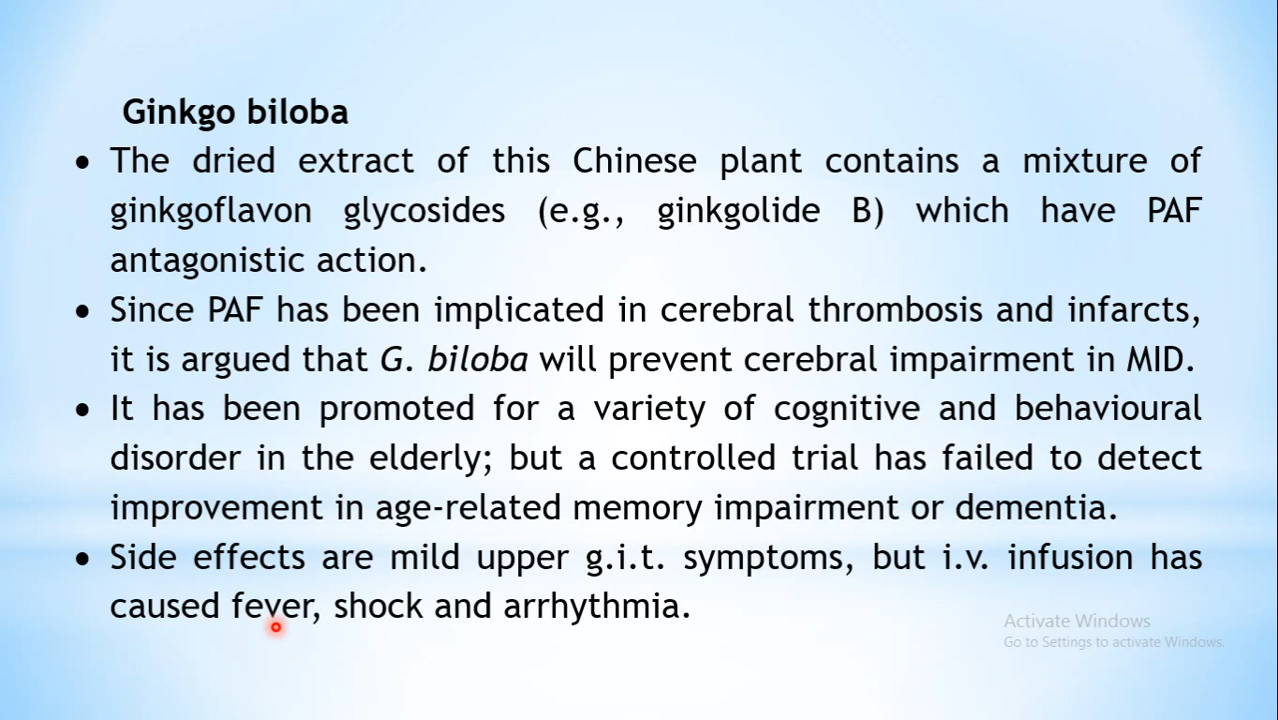 Ginkgo biloba
• The dried extract of this Chinese plant contains a mixture of
ginkgoflavon glycosides (e.g., ginkgolide B) which have PAF
antagonistic action.
• Since PAF has been implicated in cerebral thrombosis and infarcts,
it is argued that G. biloba will prevent cerebral impairment in MID.
• It has been promoted for a variety of cognitive and behavioural
disorder in the elderly; but a controlled trial has failed to detect
improvement in age-related memory impairment or dementia.
• Side effects are mild upper g.i.t. symptoms, but i.v. infusion has
caused fever, shock and arrhythmia.
Activate Windows
Go to Settings to activate Windows.